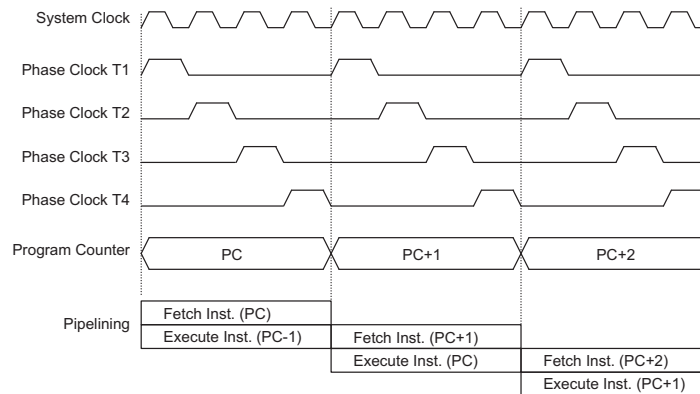 System Clock
Phase Clock T1
Phase Clock T2
Phase Clock T3
Phase Clock T4
Program Counter
PC
PC+1
PC+2
Pipelining
Fetch Inst. (PC)
Execute Inst. (PC-1)
Fetch Inst. (PC+1)
Execute Inst. (PC)
Fetch Inst. (PC+2)
Execute Inst. (PC+1)